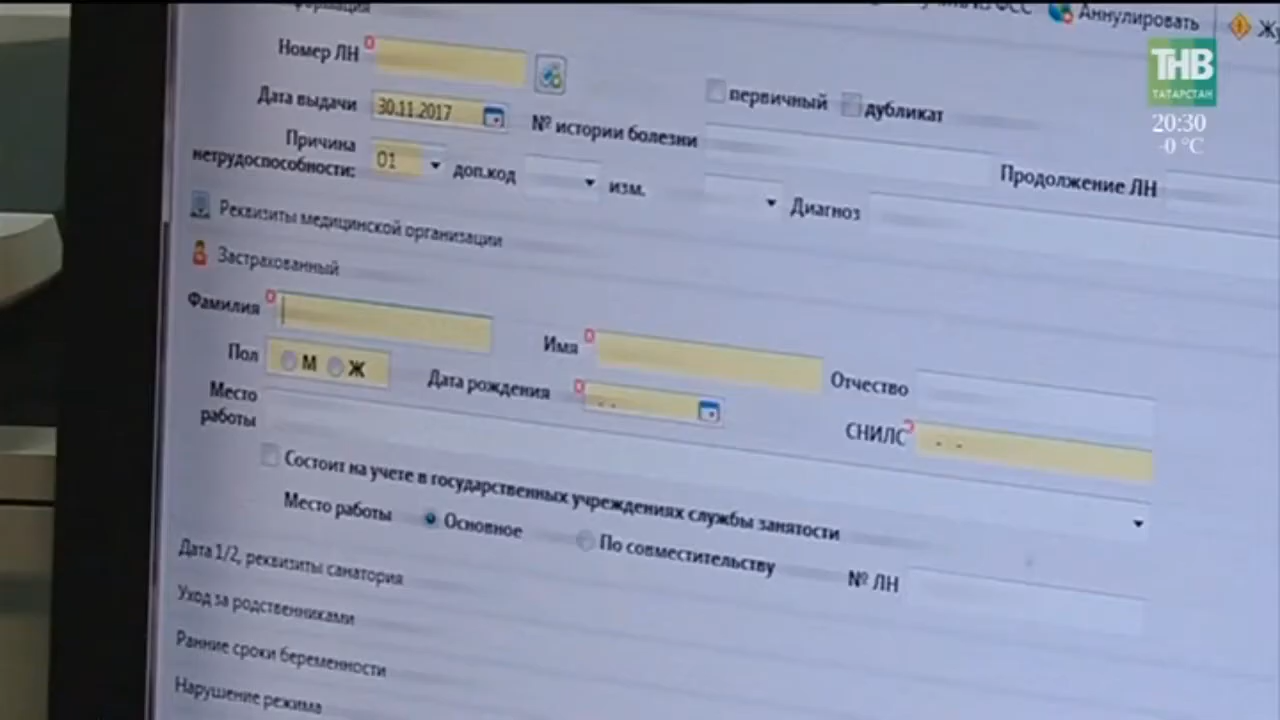 Аннулировать
Номер ЛН
первичный дубликат
Дата выдачи 30.11.2017 № истории болезни Продолжение ЛН
Причина нетрудоспособности: 01 доп.код изм. Диагноз
Реквизиты медицинской организации
Застрахованный
Фамилия Имя Отчество
Пол М Ж Дата рождения СНИЛС
Место работы
Состоит на учете в государственных учреждениях службы занятости
Место работы Основное По совместительству № ЛН
Дата 1/2, реквизиты санатория
Уход за родственниками
Ранние сроки беременности
Нарушение режима
ТНВ
ТАТАРСТАН
20:30
-0 °C